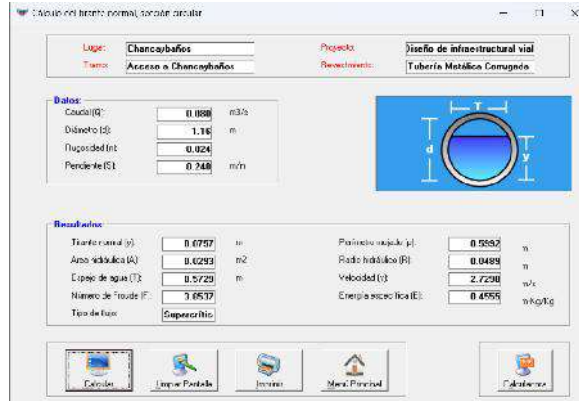 Cálculo del tirante normal, sección circular
Lugar: Chancaybaños Proyecto: Diseño de infraestructural vial
Tramo: Acceso a Chancaybaños Revestimiento: Tubería Metálica Corrugada
Datos:
Caudal (Q): 0.080 m3/s
Diámetro (d): 1.16 m
Rugosidad (n): 0.024
Pendiente (S): 0.240 m/m
T
d
y
Resultados:
Tirante normal (y): 0.0757 m Perímetro mojado (p): 0.5992 m
Area hidráulica (A): 0.0293 m2 Radio hidráulico (R): 0.0489 m
Espejo de agua (T): 0.5729 m Velocidad (v): 2.7298 m/s
Número de Froude (F): 3.8537 Energía específica (E): 0.4555 m-Kg/Kg
Tipo de flujo: Supercrític
Calcular Limpiar Pantalla Imprimir Menú Principal Calculadora